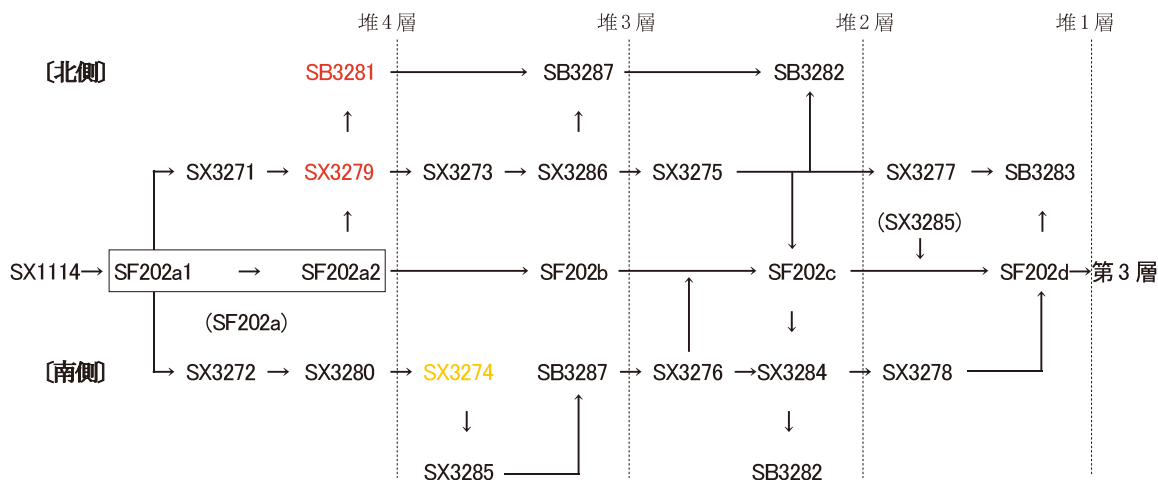 堆4層 堆3層 堆2層 堆1層
〔北側〕 SB3281 → SB3287 → SB3282
↑ ↑
SX3271 → SX3279 → SX3273 → SX3286 → SX3275 → SX3277 → SB3283
↑ (SX3285) ↓ ↑
SX1114 → SF202a1 → SF202a2 → SF202b → SF202c → SF202d → 第3層
(SF202a) ↓
〔南側〕 SX3272 → SX3280 → SX3274 SB3287 → SX3276 → SX3284 → SX3278
↓ ↓
SX3285 SB3282